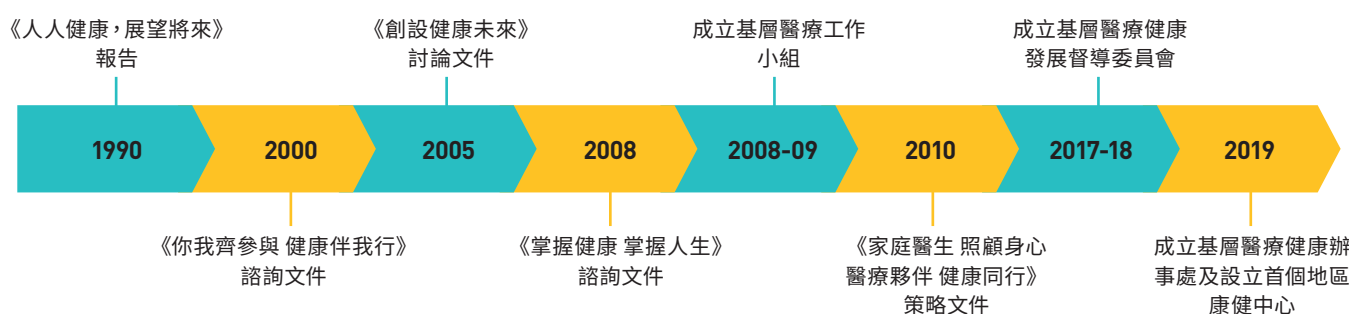 《人人健康，展望將來》
報告
《創設健康未來》
討論文件
成立基層醫療工作
小組
成立基層醫療健康
發展督導委員會
1990
2000
2005
2008
2008-09
2010
2017-18
2019
《你我齊參與 健康伴我行》
諮詢文件
《掌握健康 掌握人生》
諮詢文件
《家庭醫生 照顧身心
醫療夥伴 健康同行》
策略文件
成立基層醫療健康辦
事處及設立首個地區
康健中心